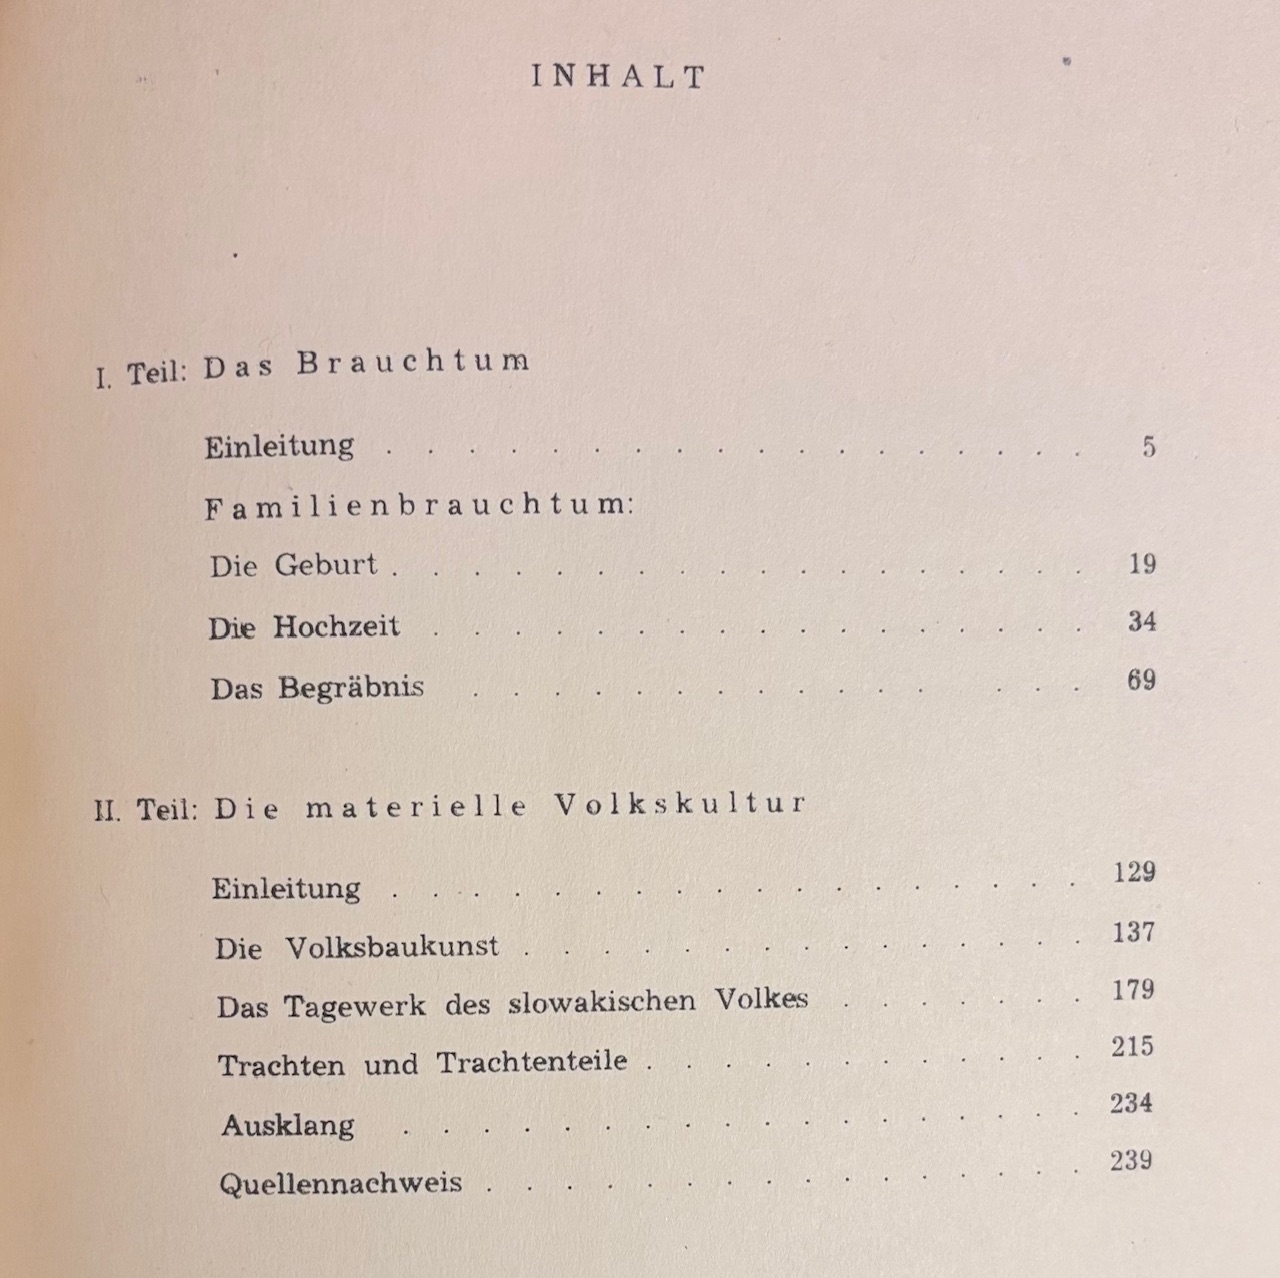 INHALT
I. Teil: Das Brauchtum
Einleitung . . . . . . . . . . . . . . . . . . 5
Familienbrauchtum:
Die Geburt . . . . . . . . . . . . . . . . . . 19
Die Hochzeit . . . . . . . . . . . . . . . . . 34
Das Begräbnis . . . . . . . . . . . . . . . 69
II. Teil: Die materielle Volkskultur
Einleitung . . . . . . . . . . . . . . . . . . 129
Die Volksbaukunst . . . . . . . . . . . . . . . 137
Das Tagewerk des slowakischen Volkes . . . . . . . 179
Trachten und Trachtenteile . . . . . . . . . . . . 215
Ausklang . . . . . . . . . . . . . . . . . . 234
Quellennachweis . . . . . . . . . . . . . . . . 239